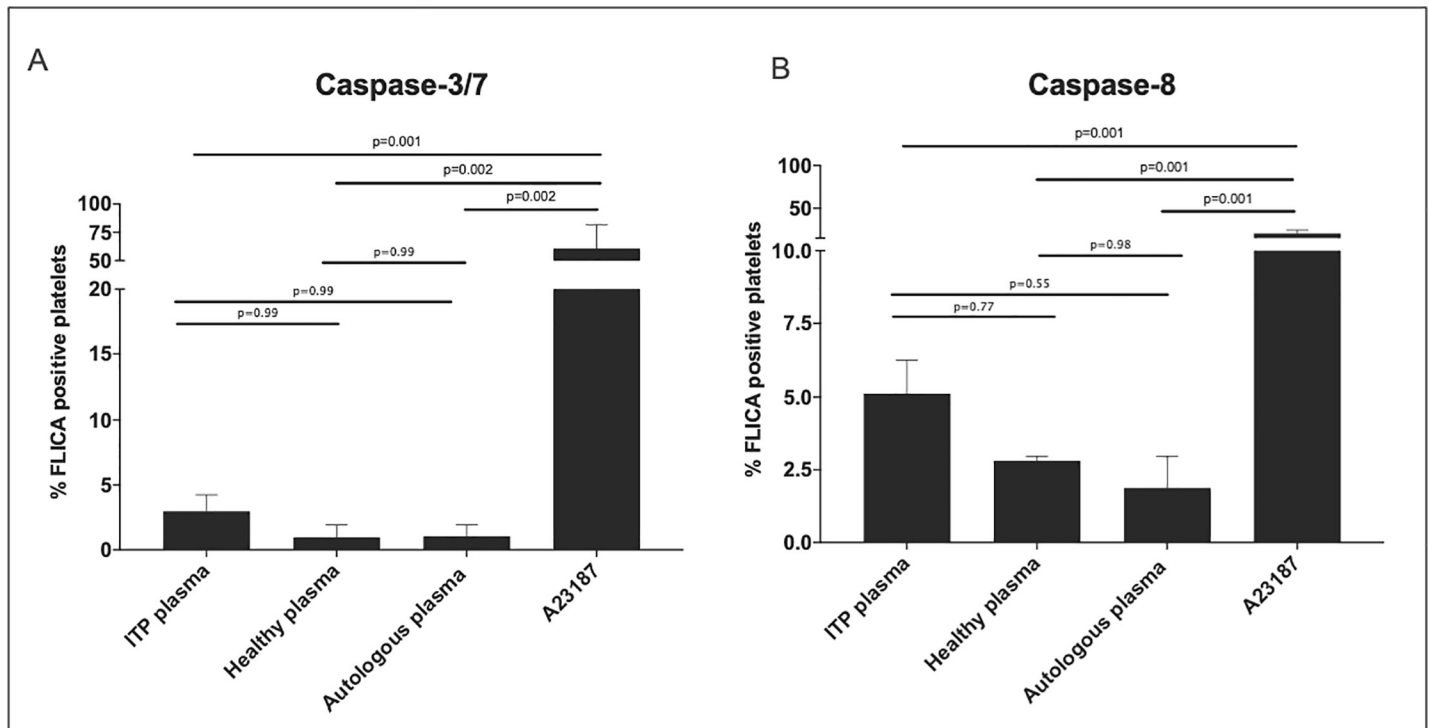 A
Caspase-3/7
p=0.001
p=0.002
p=0.002
p=0.99
p=0.99
p=0.99
100
75
50
20
15
10
5
0
% FLICA positive platelets
ITP plasma
Healthy plasma
Autologous plasma
A23187
B
Caspase-8
p=0.001
p=0.001
p=0.001
p=0.98
p=0.55
p=0.77
100
50
10.0
7.5
5.0
2.5
0.0
% FLICA positive platelets
ITP plasma
Healthy plasma
Autologous plasma
A23187